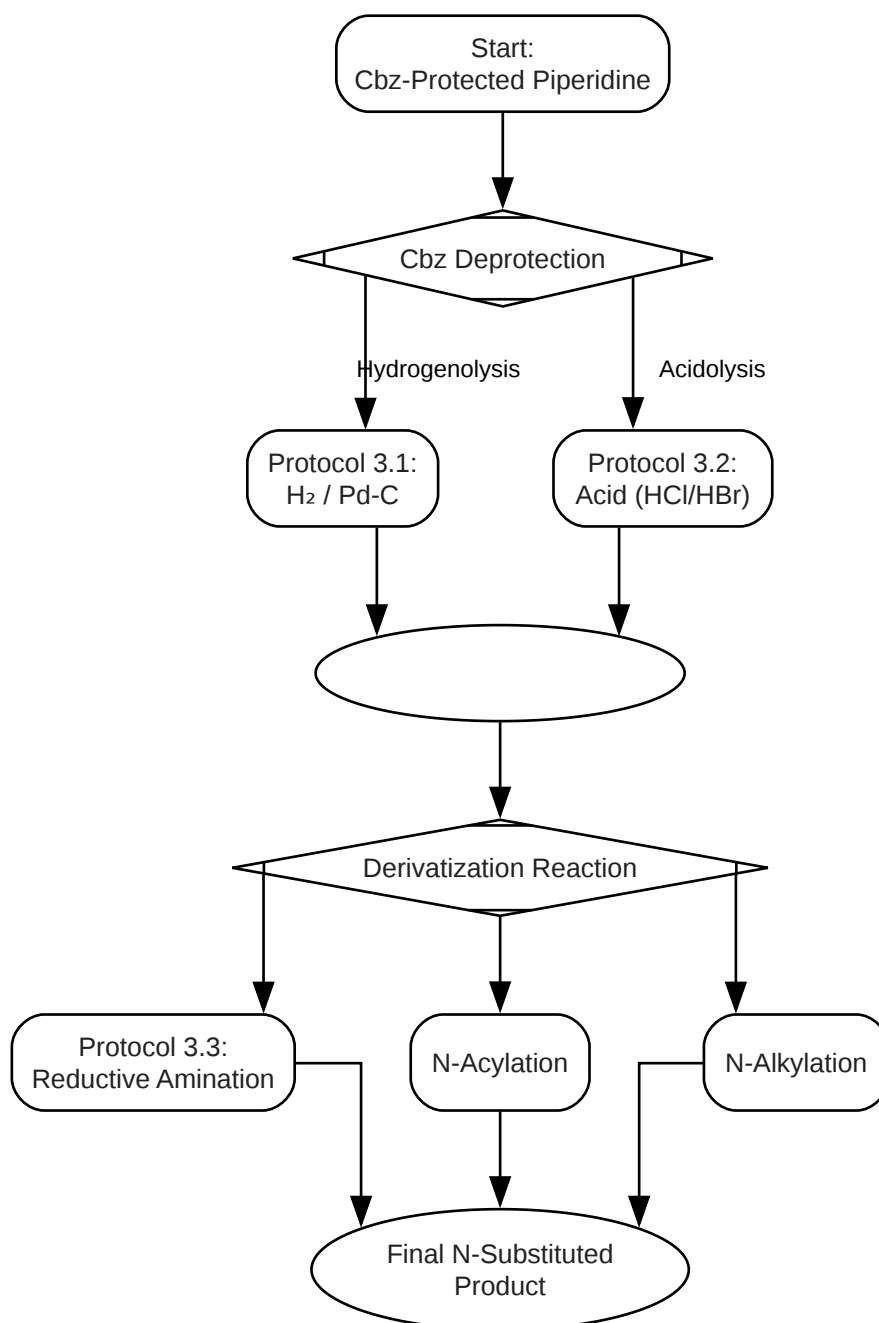 Start:
Cbz-Protected Piperidine
Cbz Deprotection
Hydrogenolysis
Acidolysis
Protocol 3.1:
H₂ / Pd-C
Protocol 3.2:
Acid (HCl/HBr)
Derivatization Reaction
Protocol 3.3:
Reductive Amination
N-Acylation
N-Alkylation
Final N-Substituted
Product